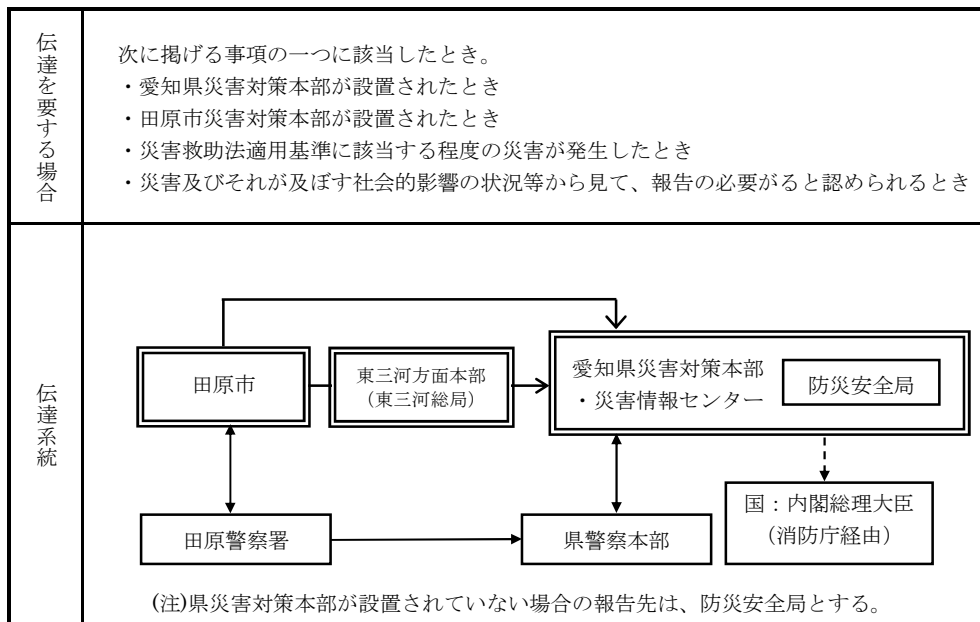 伝達を要する場合
次に掲げる事項の一つに該当したとき。
・愛知県災害対策本部が設置されたとき
・田原市災害対策本部が設置されたとき
・災害救助法適用基準に該当する程度の災害が発生したとき
・災害及びそれが及ぼす社会的影響の状況等から見て、報告の必要がると認められるとき
伝達系統
田原市
東三河方面本部
（東三河総局）
愛知県災害対策本部
・災害情報センター
防災安全局
田原警察署
県警察本部
国：内閣総理大臣
（消防庁経由）
(注)県災害対策本部が設置されていない場合の報告先は、防災安全局とする。